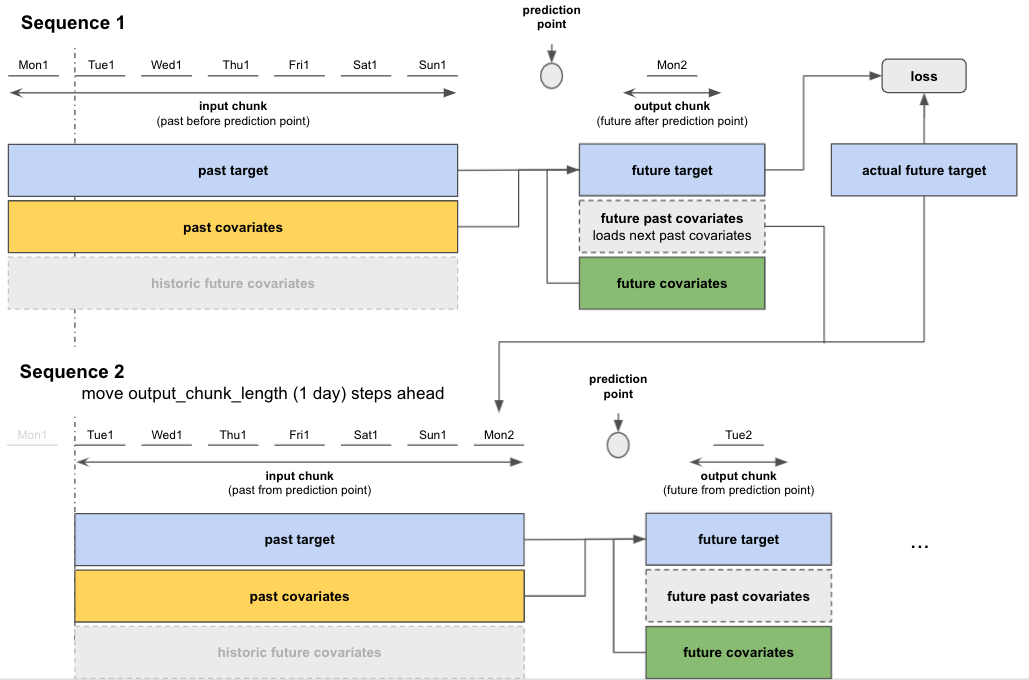 Sequence 1
prediction
point
Mon1 Tue1 Wed1 Thu1 Fri1 Sat1 Sun1 Mon2
loss
input chunk
(past before prediction point)
output chunk
(future after prediction point)
past target
future target
actual future target
past covariates
future past covariates
loads next past covariates
historic future covariates
future covariates
Sequence 2
move output_chunk_length (1 day) steps ahead
prediction
point
Mon1 Tue1 Wed1 Thu1 Fri1 Sat1 Sun1 Mon2 Tue2
input chunk
(past from prediction point)
output chunk
(future from prediction point)
past target
future target
...
past covariates
future past covariates
historic future covariates
future covariates